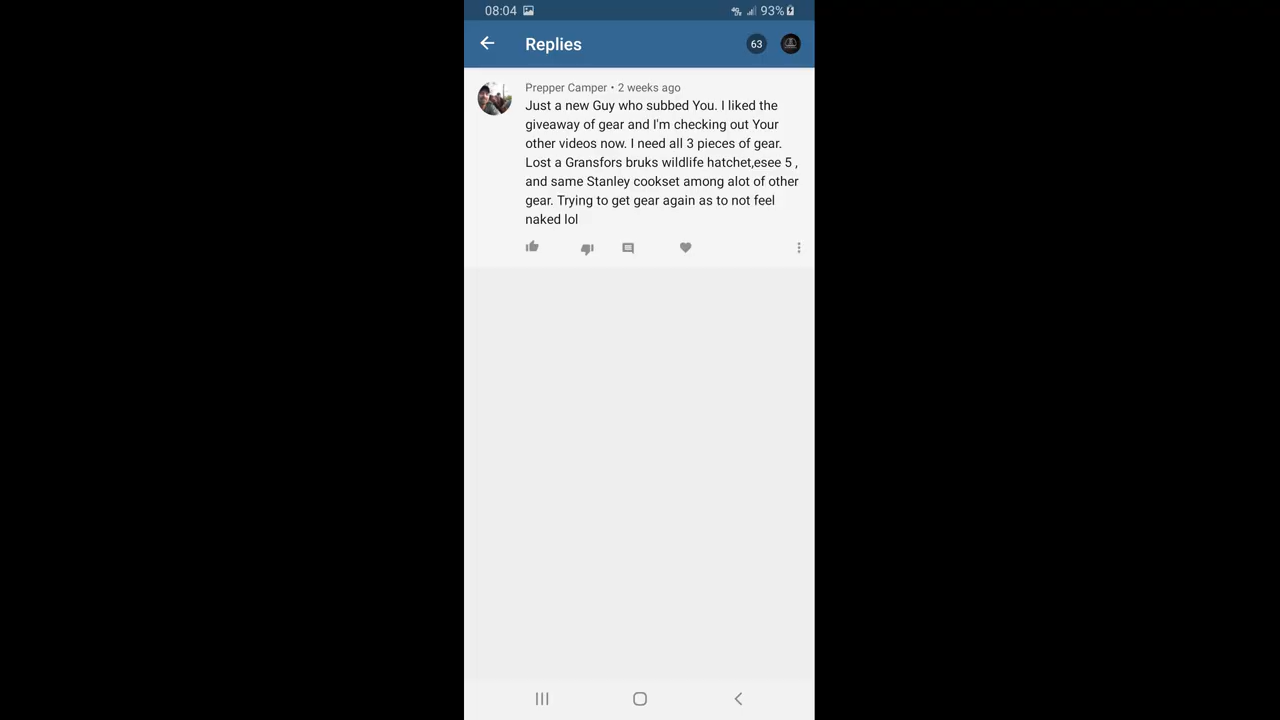 08:04 93%
Replies 63
Prepper Camper • 2 weeks ago
Just a new Guy who subbed You. I liked the
giveaway of gear and I'm checking out Your
other videos now. I need all 3 pieces of gear.
Lost a Gransfors bruks wildlife hatchet,esee 5 ,
and same Stanley cookset among alot of other
gear. Trying to get gear again as to not feel
naked lol